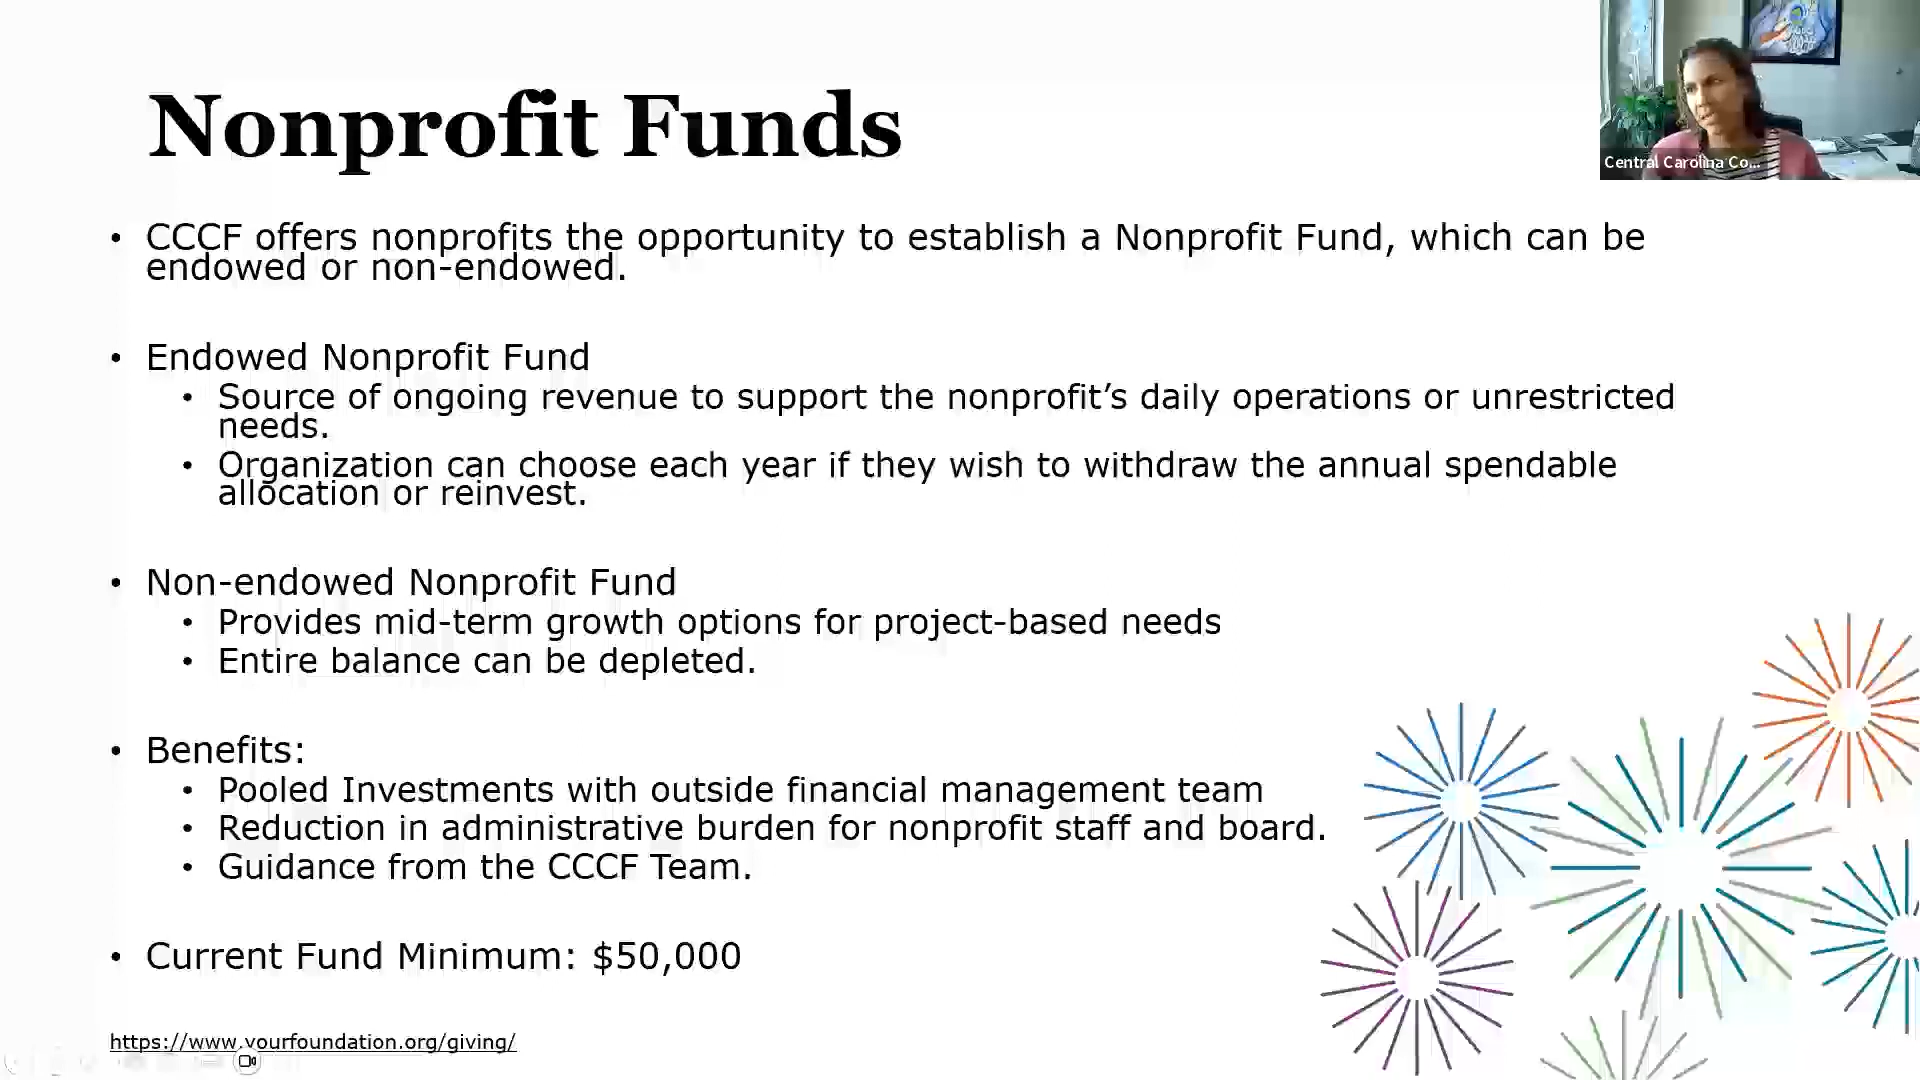 Nonprofit Funds
Central Carolina Co...
• CCCF offers nonprofits the opportunity to establish a Nonprofit Fund, which can be
endowed or non-endowed.
• Endowed Nonprofit Fund
• Source of ongoing revenue to support the nonprofit’s daily operations or unrestricted
needs.
• Organization can choose each year if they wish to withdraw the annual spendable
allocation or reinvest.
• Non-endowed Nonprofit Fund
• Provides mid-term growth options for project-based needs
• Entire balance can be depleted.
• Benefits:
• Pooled Investments with outside financial management team
• Reduction in administrative burden for nonprofit staff and board.
• Guidance from the CCCF Team.
• Current Fund Minimum: $50,000
https://www.yourfoundation.org/giving/